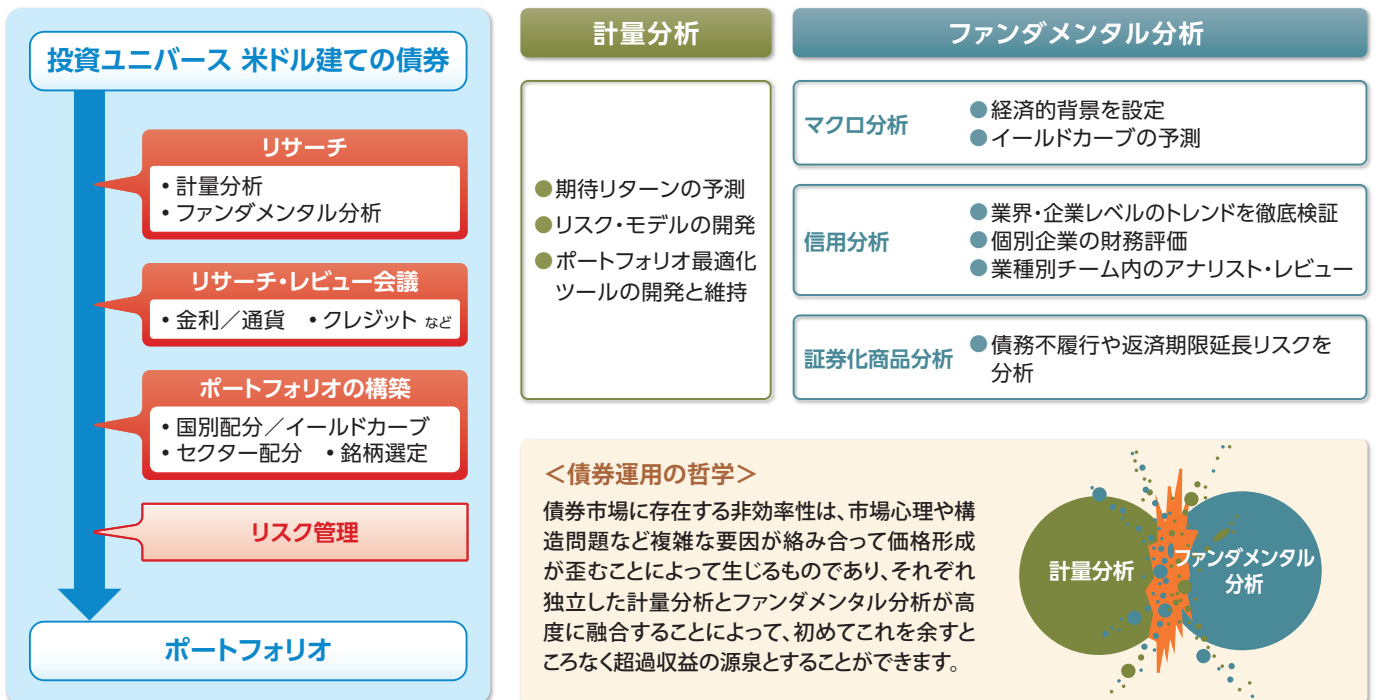 投資ユニバース 米ドル建ての債券
リサーチ
・計量分析
・ファンダメンタル分析
リサーチ・レビュー会議
・金利／通貨 ・クレジット など
ポートフォリオの構築
・国別配分／イールドカーブ
・セクター配分 ・銘柄選定
リスク管理
ポートフォリオ
計量分析
●期待リターンの予測
●リスク・モデルの開発
●ポートフォリオ最適化
ツールの開発と維持
ファンダメンタル分析
マクロ分析
●経済的背景を設定
●イールドカーブの予測
信用分析
●業界・企業レベルのトレンドを徹底検証
●個別企業の財務評価
●業種別チーム内のアナリスト・レビュー
証券化商品分析
●債務不履行や返済期限延長リスクを
分析
＜債券運用の哲学＞
債券市場に存在する非効率性は、市場心理や構
造問題など複雑な要因が絡み合って価格形成
が歪むことによって生じるものであり、それぞれ
独立した計量分析とファンダメンタル分析が高
度に融合することによって、初めてこれを余すと
ころなく超過収益の源泉とすることができます。
計量分析
ファンダメンタル
分析